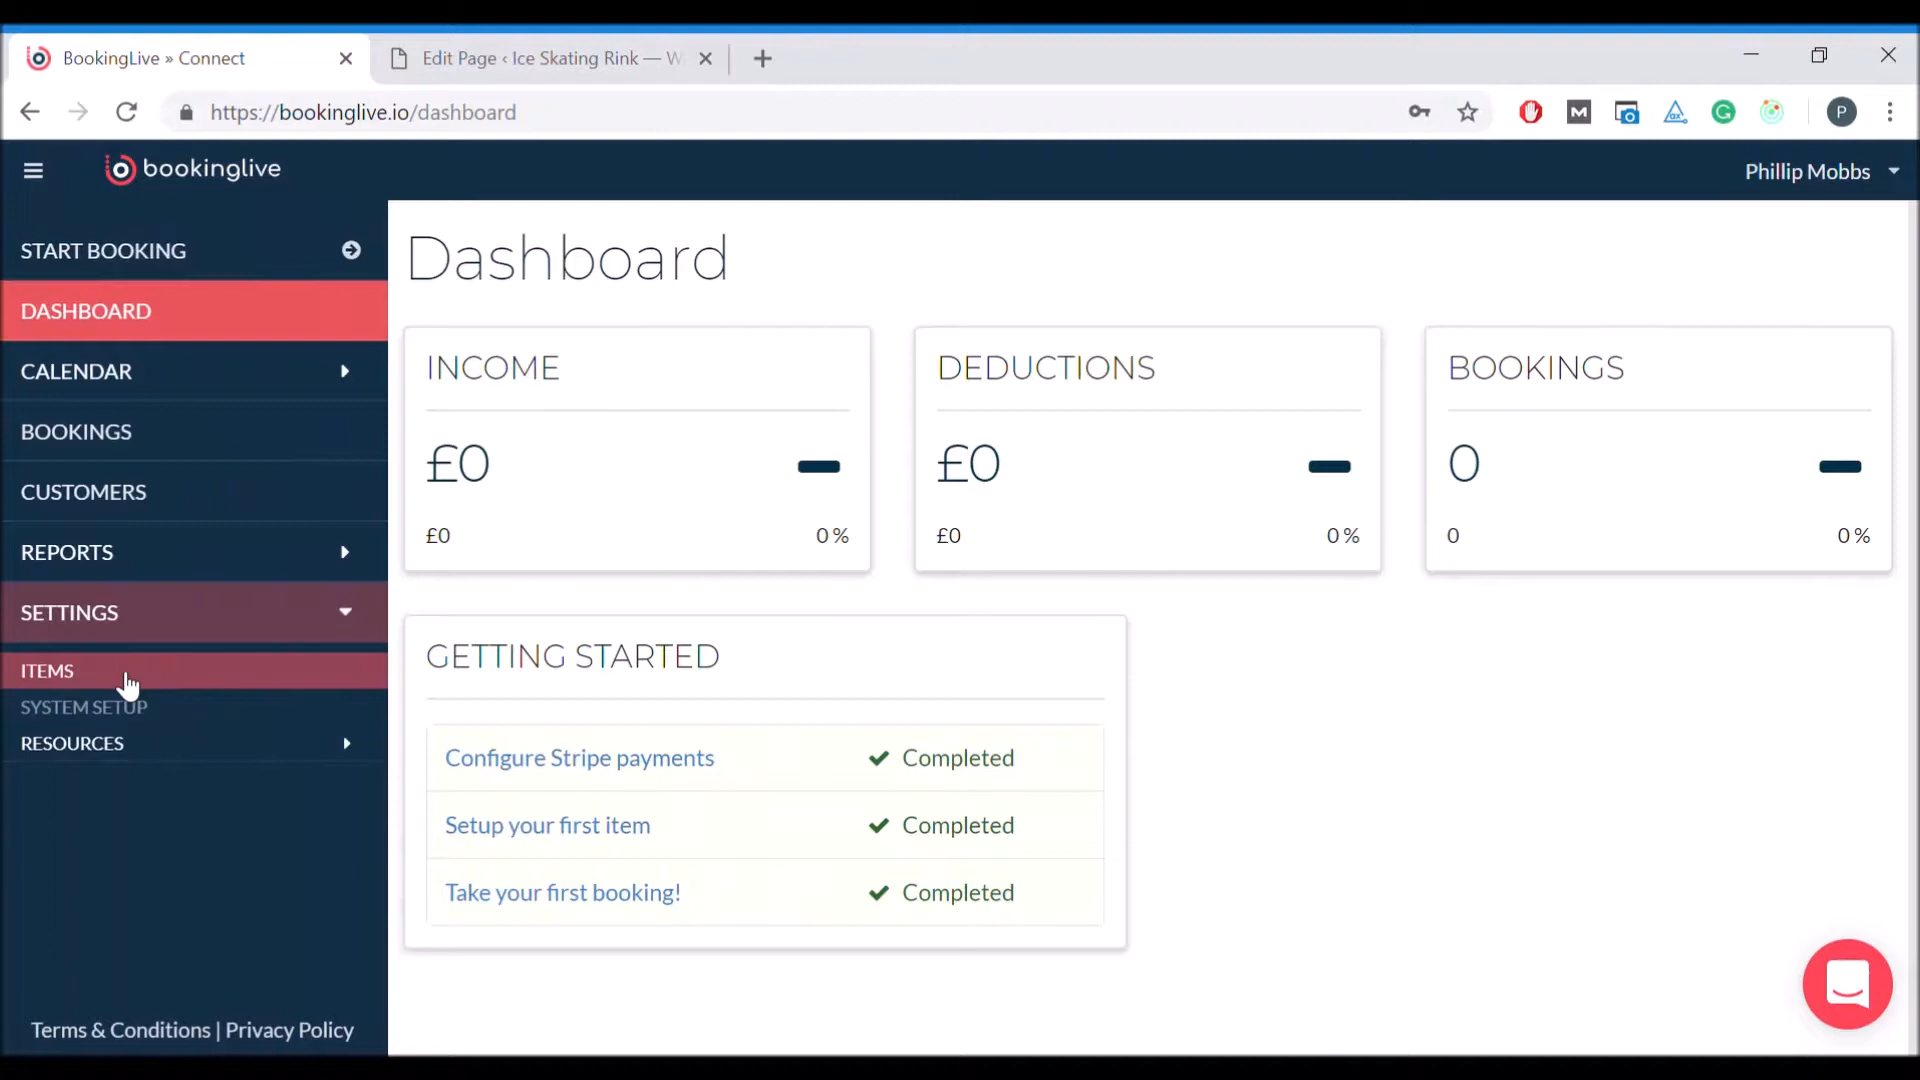 BookingLive » Connect
Edit Page ‹ Ice Skating Rink — W
https://bookinglive.io/dashboard
P
bookinglive
Phillip Mobbs
START BOOKING
DASHBOARD
CALENDAR
BOOKINGS
CUSTOMERS
REPORTS
SETTINGS
ITEMS
SYSTEM SETUP
RESOURCES
Terms & Conditions | Privacy Policy
Dashboard
INCOME
£0
£0 0 %
DEDUCTIONS
£0
£0 0 %
BOOKINGS
0
0 0 %
GETTING STARTED
Configure Stripe payments Completed
Setup your first item Completed
Take your first booking! Completed